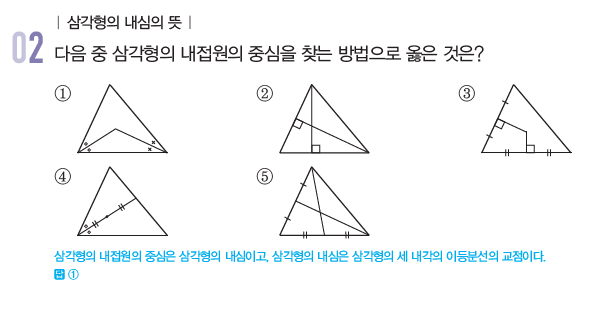 | 삼각형의 내심의 뜻 |
02 다음 중 삼각형의 내접원의 중심을 찾는 방법으로 옳은 것은?
① ② ③
④ ⑤
삼각형의 내접원의 중심은 삼각형의 내심이고, 삼각형의 내심은 삼각형의 세 내각의 이등분선의 교점이다.
답 ①